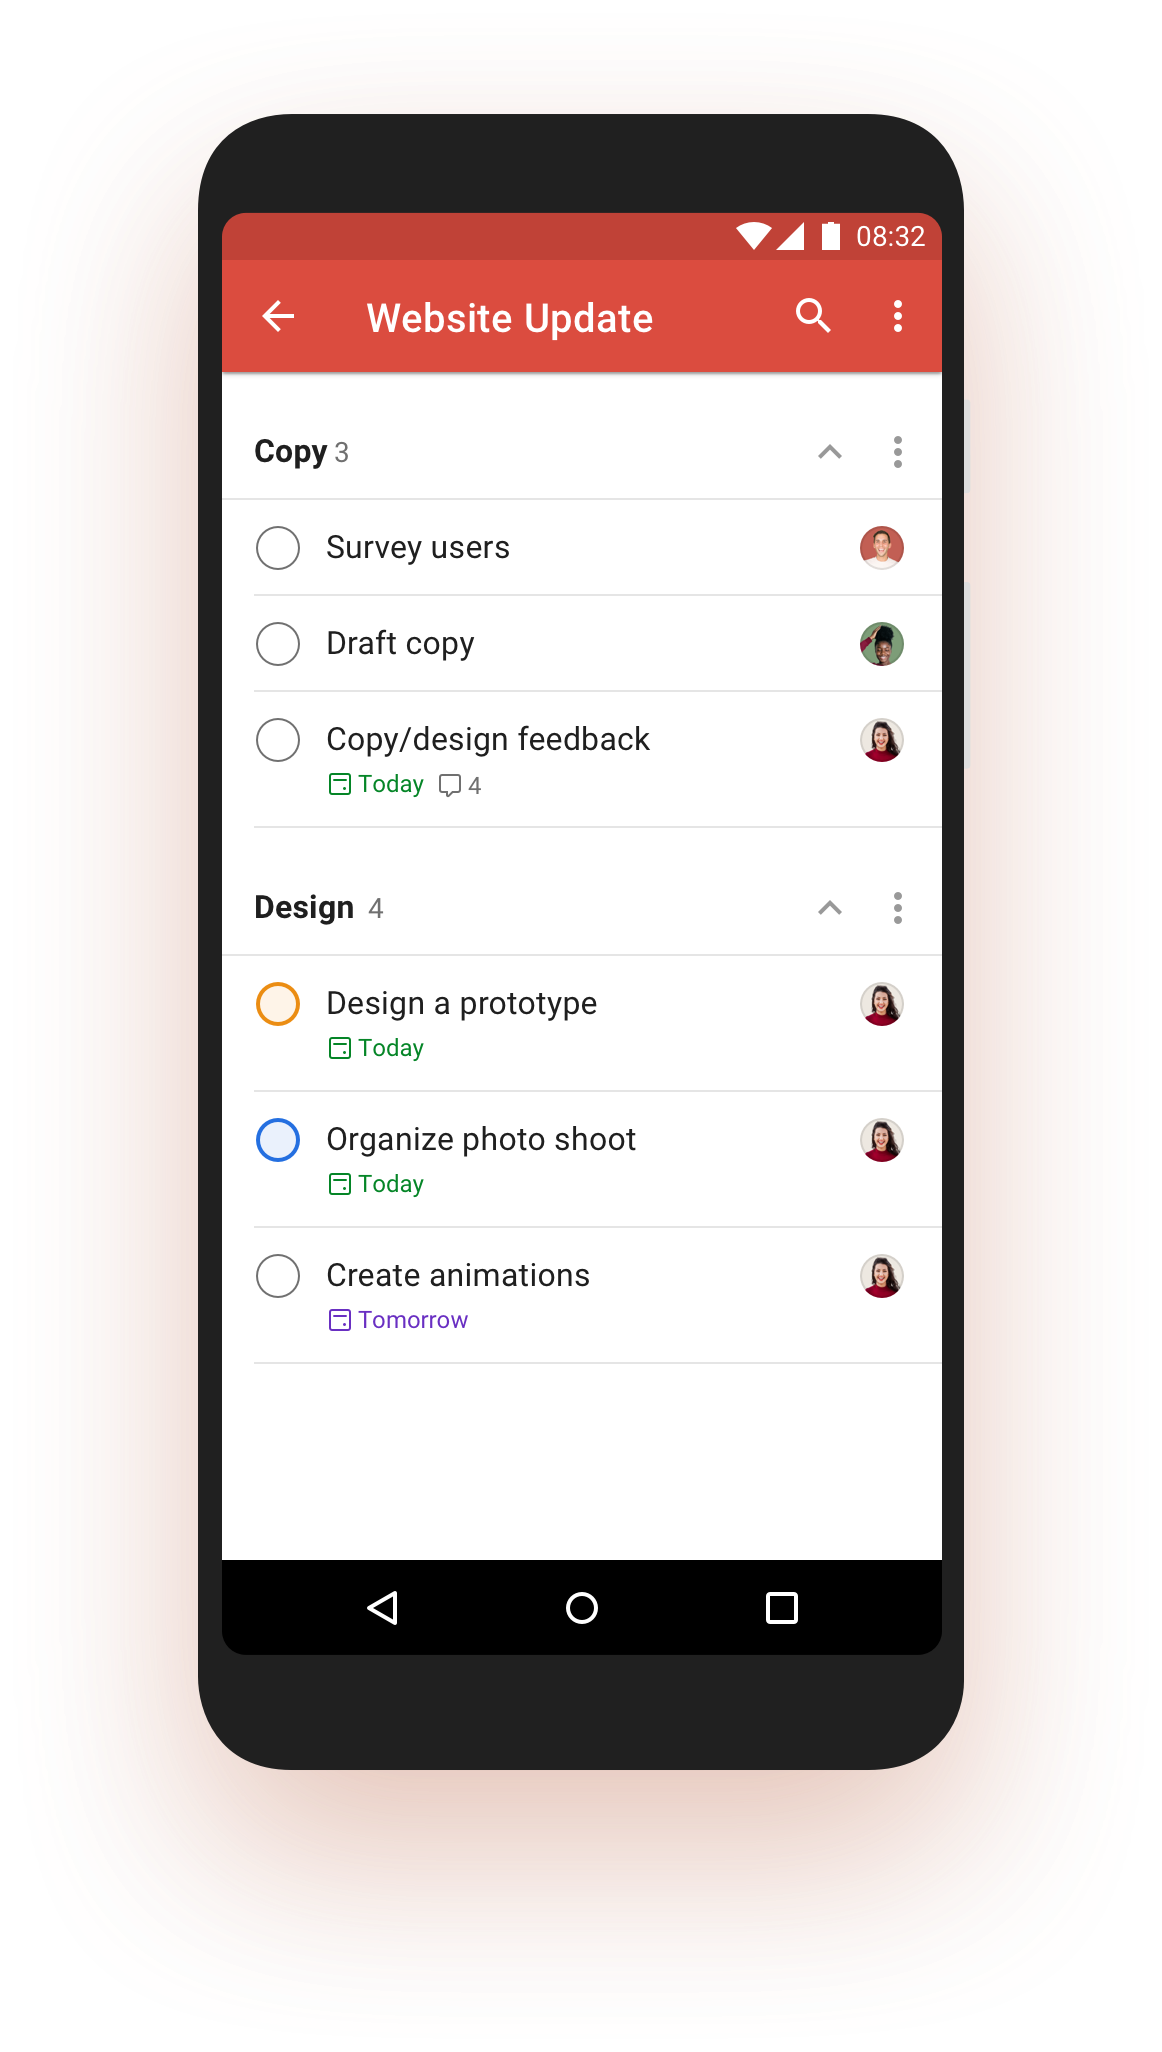 08:32
Website Update
Copy 3
Survey users
Draft copy
Copy/design feedback
Today 4
Design 4
Design a prototype
Today
Organize photo shoot
Today
Create animations
Tomorrow